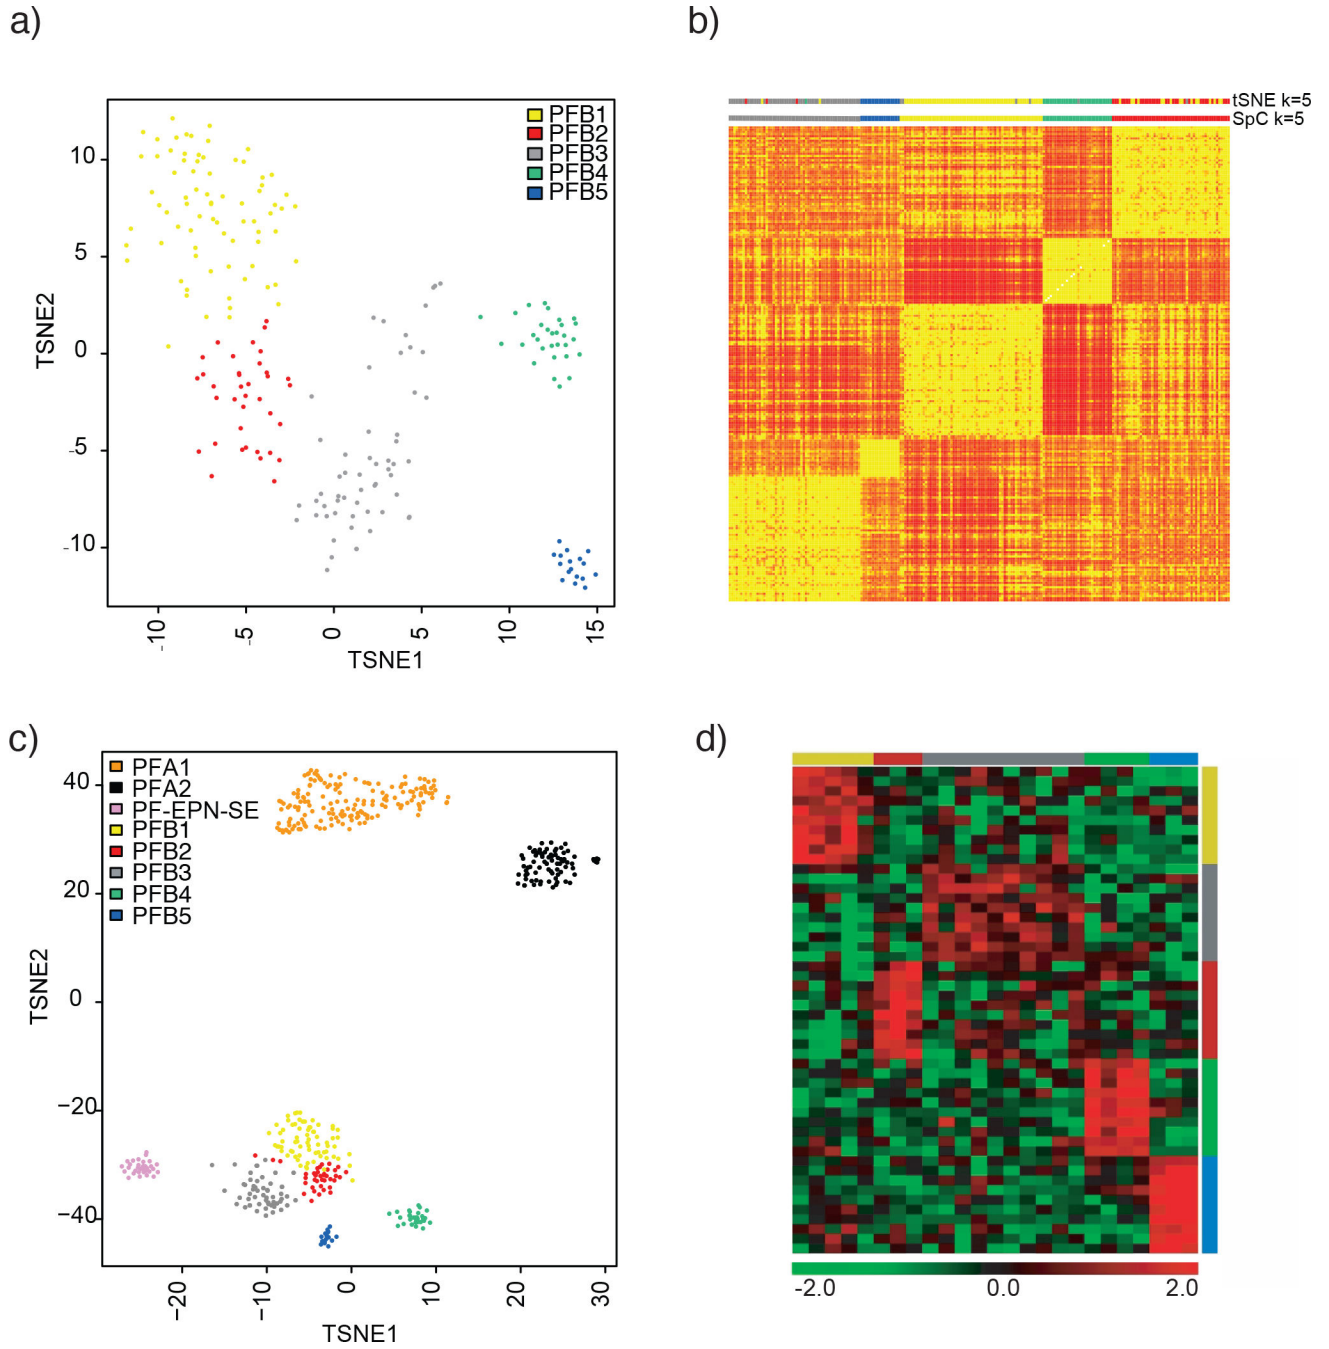 a)
PFB1
PFB2
PFB3
PFB4
PFB5
10
5
0
-5
-10
TSNE2
-10
-5
0
5
10
15
TSNE1
b)
tSNE k=5
SpC k=5
c)
PFA1
PFA2
PF-EPN-SE
PFB1
PFB2
PFB3
PFB4
PFB5
40
20
0
−20
−40
TSNE2
−20
−10
0
10
20
30
TSNE1
d)
-2.0 0.0 2.0